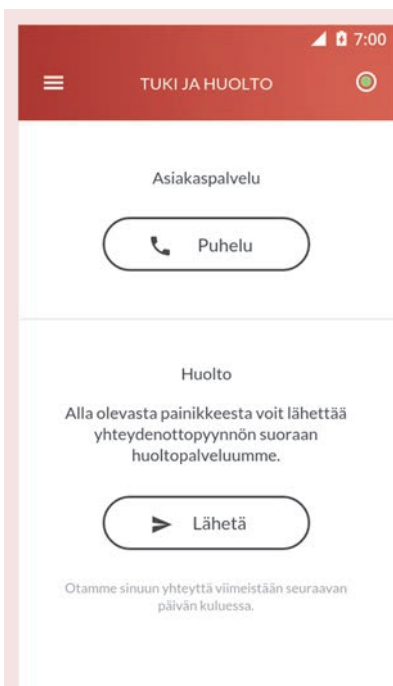 7:00
TUKI JA HUOLTO
Asiakaspalvelu
Puhelu
Huolto
Alla olevasta painikkeesta voit lähettää
yhteydenottopyynnön suoraan
huoltopalveluumme.
Lähetä
Otamme sinuun yhteyttä viimeistään seuraavan
päivän kuluessa.